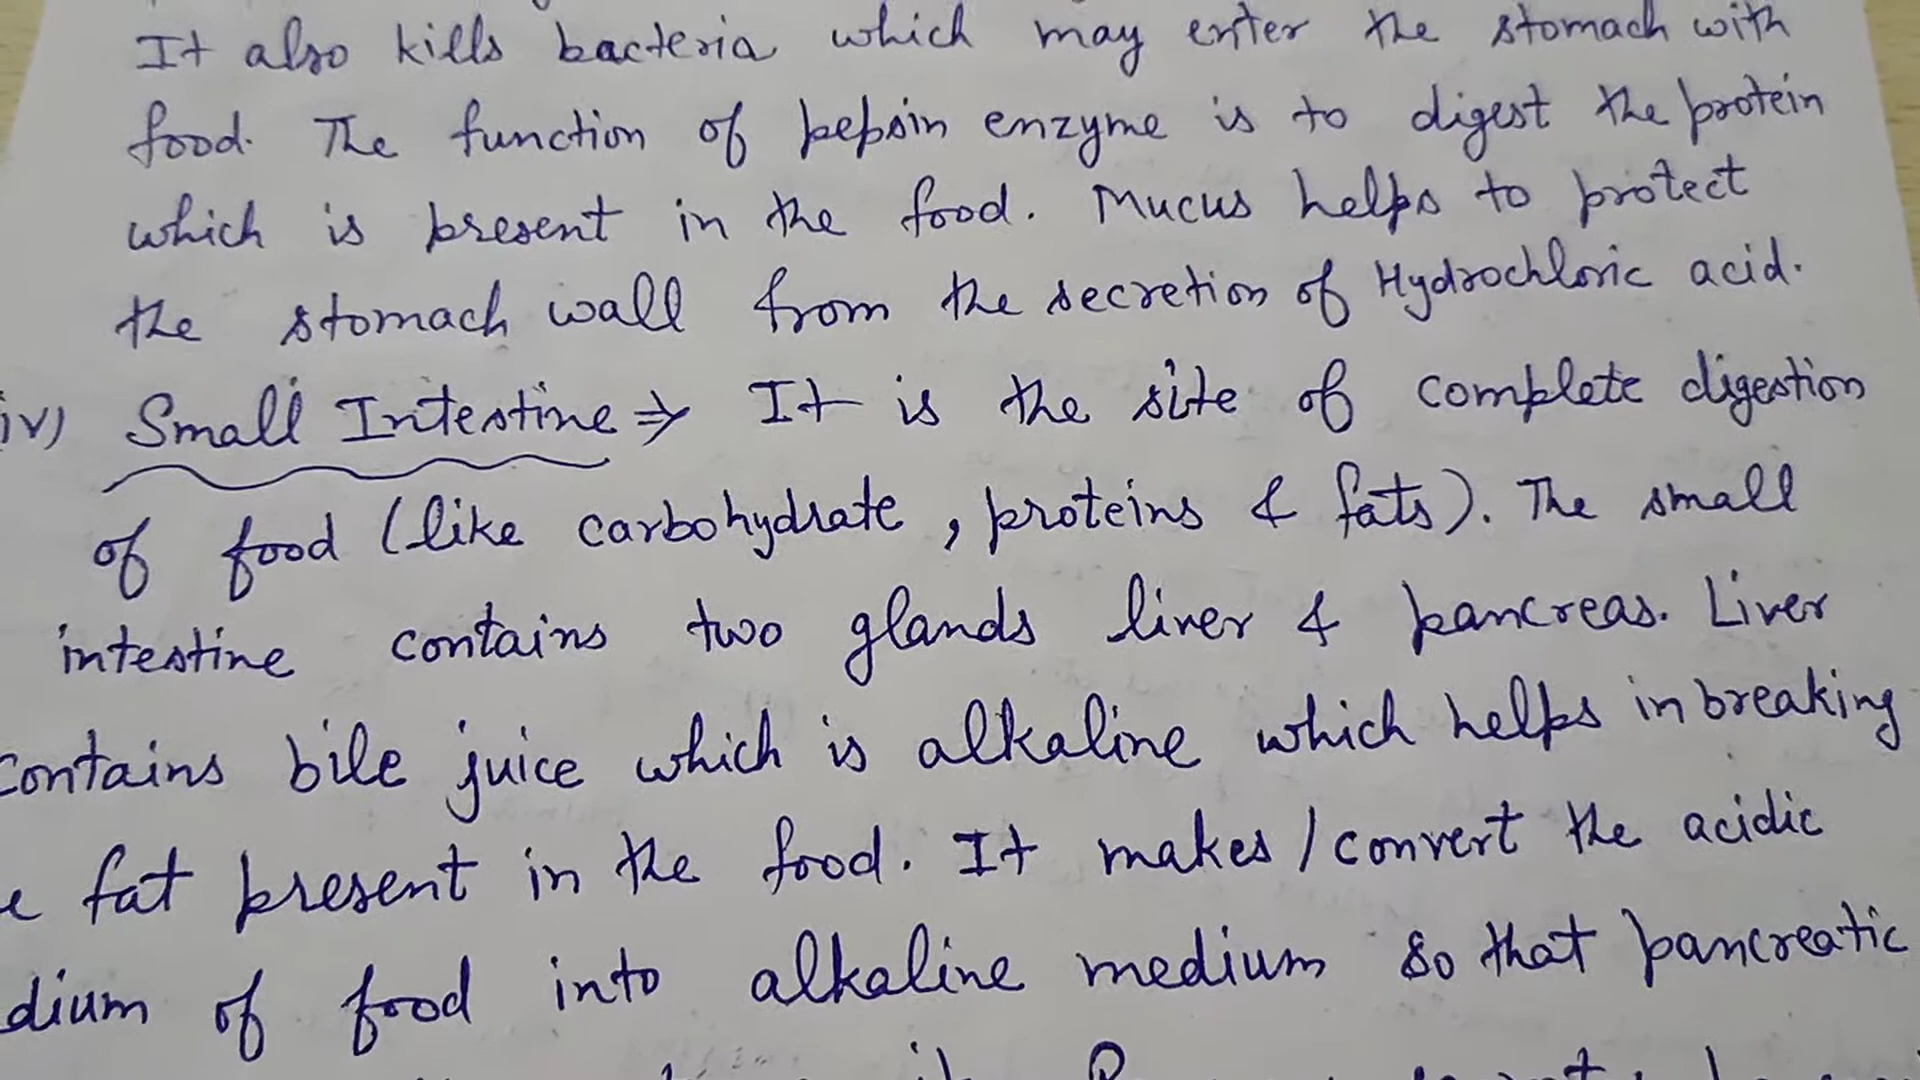 It also kills bacteria which may enter the stomach with
food. The function of pepsin enzyme is to digest the protein
which is present in the food. Mucus helps to protect
the stomach wall from the secretion of Hydrochloric acid.
iv) Small Intestine ⇒ It is the site of complete digestion
of food (like carbohydrate, proteins & fats). The small
intestine contains two glands liver & pancreas. Liver
contains bile juice which is alkaline which helps in breaking
e fat present in the food. It makes / convert the acidic
dium of food into alkaline medium so that pancreatic